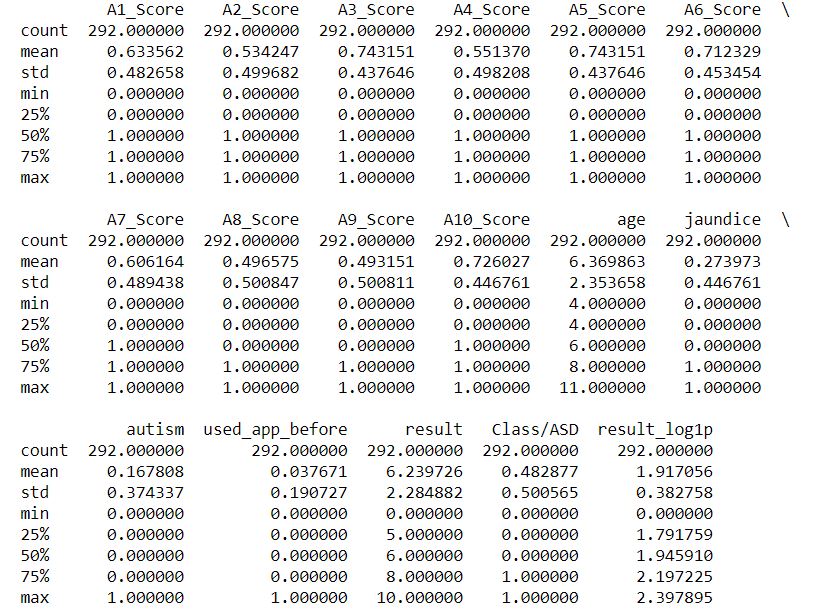 A1_Score A2_Score A3_Score A4_Score A5_Score A6_Score \
count 292.000000 292.000000 292.000000 292.000000 292.000000 292.000000
mean 0.633562 0.534247 0.743151 0.551370 0.743151 0.712329
std 0.482658 0.499682 0.437646 0.498208 0.437646 0.453454
min 0.000000 0.000000 0.000000 0.000000 0.000000 0.000000
25% 0.000000 0.000000 0.000000 0.000000 0.000000 0.000000
50% 1.000000 1.000000 1.000000 1.000000 1.000000 1.000000
75% 1.000000 1.000000 1.000000 1.000000 1.000000 1.000000
max 1.000000 1.000000 1.000000 1.000000 1.000000 1.000000
A7_Score A8_Score A9_Score A10_Score age jaundice \
count 292.000000 292.000000 292.000000 292.000000 292.000000 292.000000
mean 0.606164 0.496575 0.493151 0.726027 6.369863 0.273973
std 0.489438 0.500847 0.500811 0.446761 2.353658 0.446761
min 0.000000 0.000000 0.000000 0.000000 4.000000 0.000000
25% 0.000000 0.000000 0.000000 0.000000 4.000000 0.000000
50% 1.000000 0.000000 0.000000 1.000000 6.000000 0.000000
75% 1.000000 1.000000 1.000000 1.000000 8.000000 1.000000
max 1.000000 1.000000 1.000000 1.000000 11.000000 1.000000
autism used_app_before result Class/ASD result_log1p
count 292.000000 292.000000 292.000000 292.000000 292.000000
mean 0.167808 0.037671 6.239726 0.482877 1.917056
std 0.374337 0.190727 2.284882 0.500565 0.382758
min 0.000000 0.000000 0.000000 0.000000 0.000000
25% 0.000000 0.000000 5.000000 0.000000 1.791759
50% 0.000000 0.000000 6.000000 0.000000 1.945910
75% 0.000000 0.000000 8.000000 1.000000 2.197225
max 1.000000 1.000000 10.000000 1.000000 2.397895